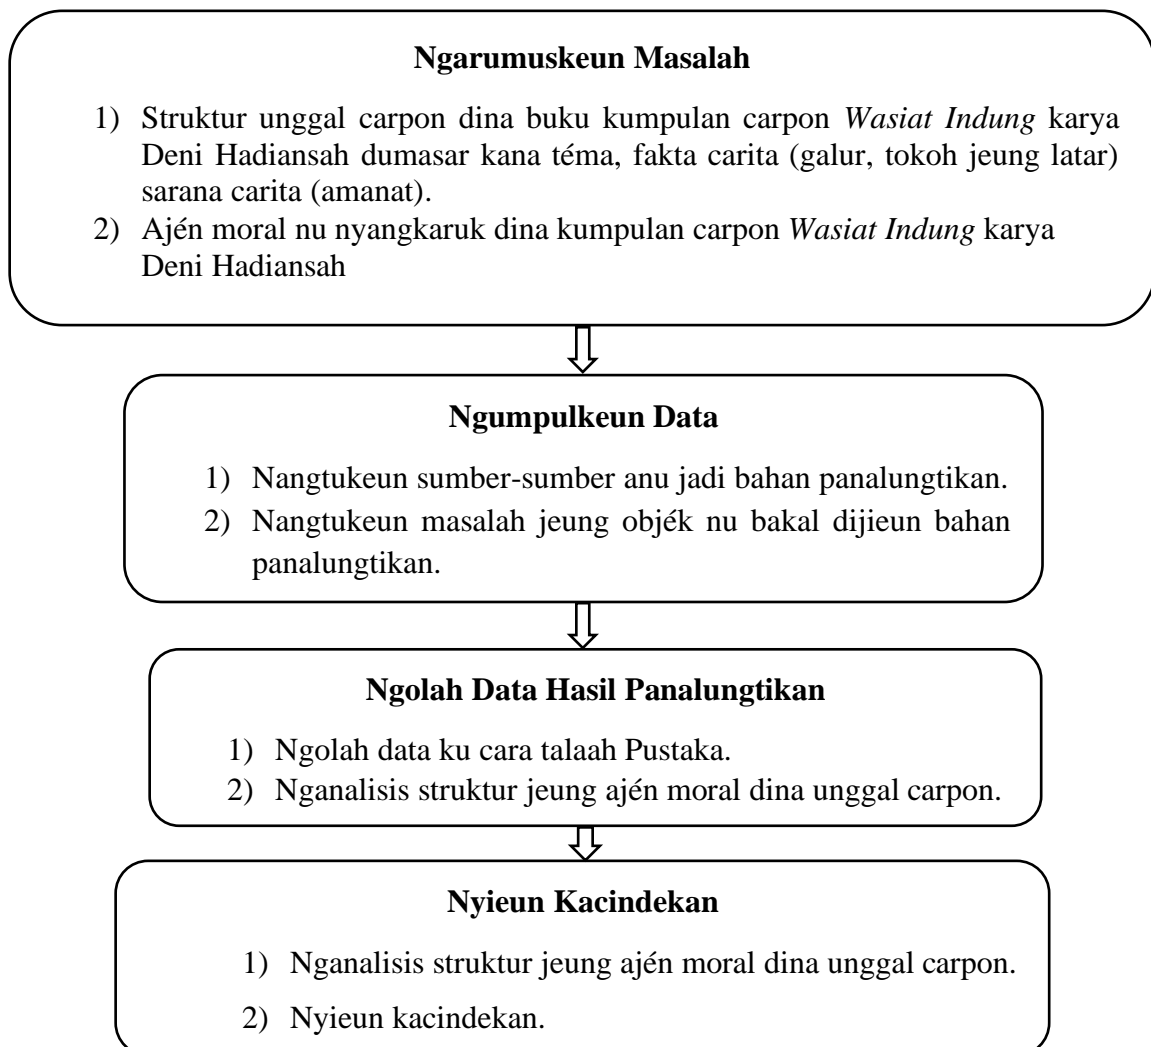 Ngarumuskeun Masalah
1) Struktur unggal carpon dina buku kumpulan carpon Wasiat Indung karya
Deni Hadiansah dumasar kana téma, fakta carita (galur, tokoh jeung latar)
sarana carita (amanat).
2) Ajén moral nu nyangkaruk dina kumpulan carpon Wasiat Indung karya
Deni Hadiansah
Ngumpulkeun Data
1) Nangtukeun sumber-sumber anu jadi bahan panalungtikan.
2) Nangtukeun masalah jeung objék nu bakal dijieun bahan
panalungtikan.
Ngolah Data Hasil Panalungtikan
1) Ngolah data ku cara talaah Pustaka.
2) Nganalisis struktur jeung ajén moral dina unggal carpon.
Nyieun Kacindekan
1) Nganalisis struktur jeung ajén moral dina unggal carpon.
2) Nyieun kacindekan.